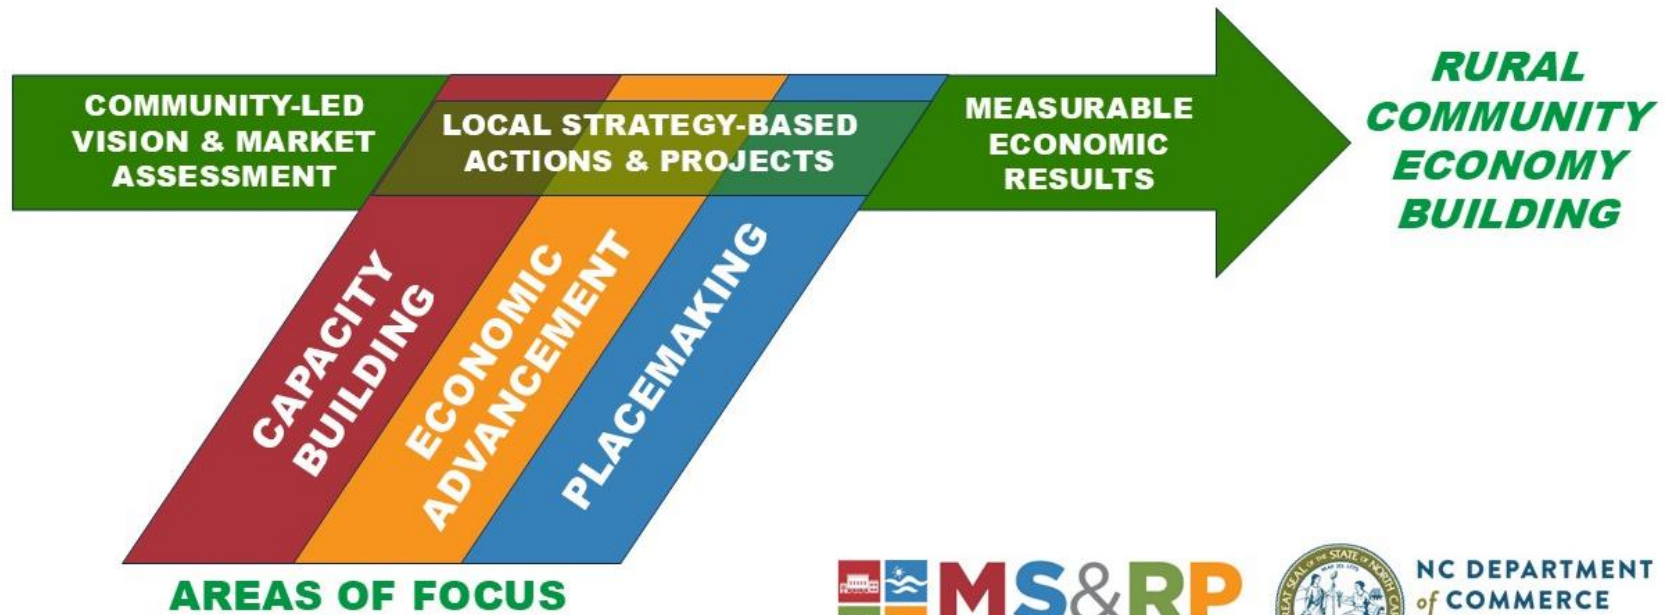 COMMUNITY-LED
VISION & MARKET
ASSESSMENT
LOCAL STRATEGY-BASED
ACTIONS & PROJECTS
MEASURABLE
ECONOMIC
RESULTS
RURAL
COMMUNITY
ECONOMY
BUILDING
CAPACITY
BUILDING
ECONOMIC
ADVANCEMENT
PLACEMAKING
AREAS OF FOCUS
MS&RP
NC DEPARTMENT
of COMMERCE